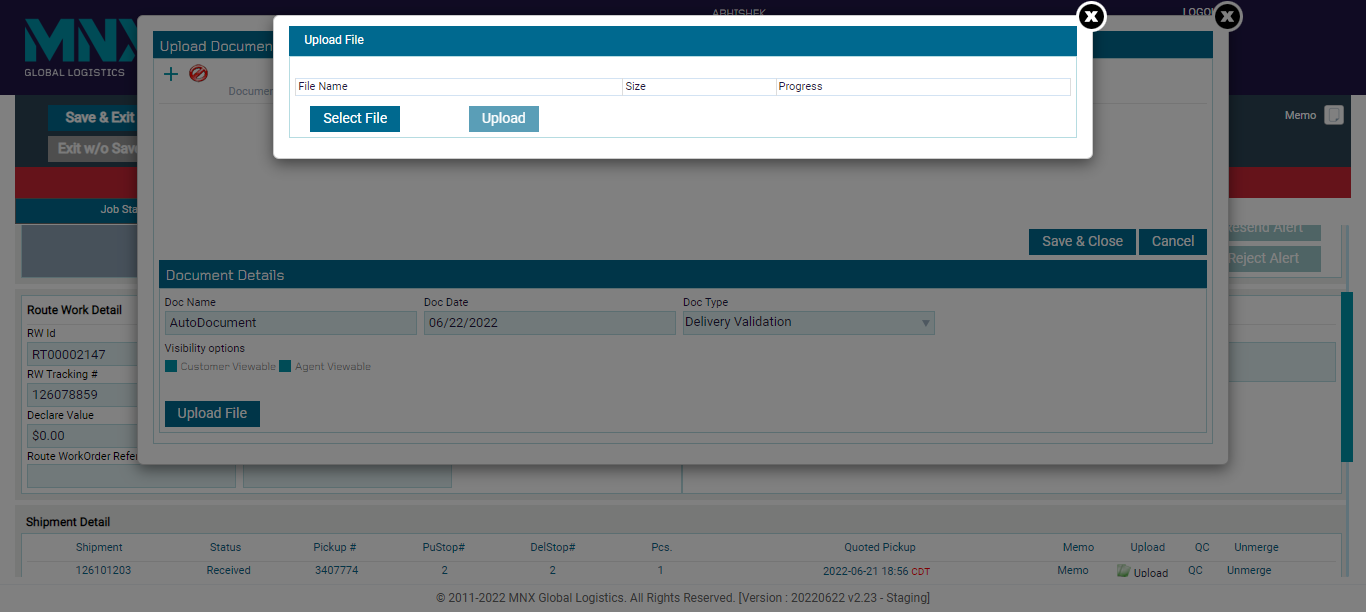 ABHISHEK
MNX
GLOBAL LOGISTICS
Upload File
File Name Size Progress
Select File Upload
Upload Documen
Documen
Save & Exit
Exit w/o Save
Memo
Job Sta
Save & Close Cancel
Resend Alert
Reject Alert
Document Details
Doc Name Doc Date Doc Type
AutoDocument 06/22/2022 Delivery Validation
Visibility options
Customer Viewable Agent Viewable
Upload File
Route Work Detail
RW Id
RT00002147
RW Tracking #
126078859
Declare Value
$0.00
Route WorkOrder Refer
Shipment Detail
Shipment Status Pickup # PuStop# DelStop# Pcs. Quoted Pickup Memo Upload QC Unmerge
126101203 Received 3407774 2 2 1 2022-06-21 18:56 CDT Memo Upload QC Unmerge
© 2011-2022 MNX Global Logistics. All Rights Reserved. [Version : 20220622 v2.23 - Staging]